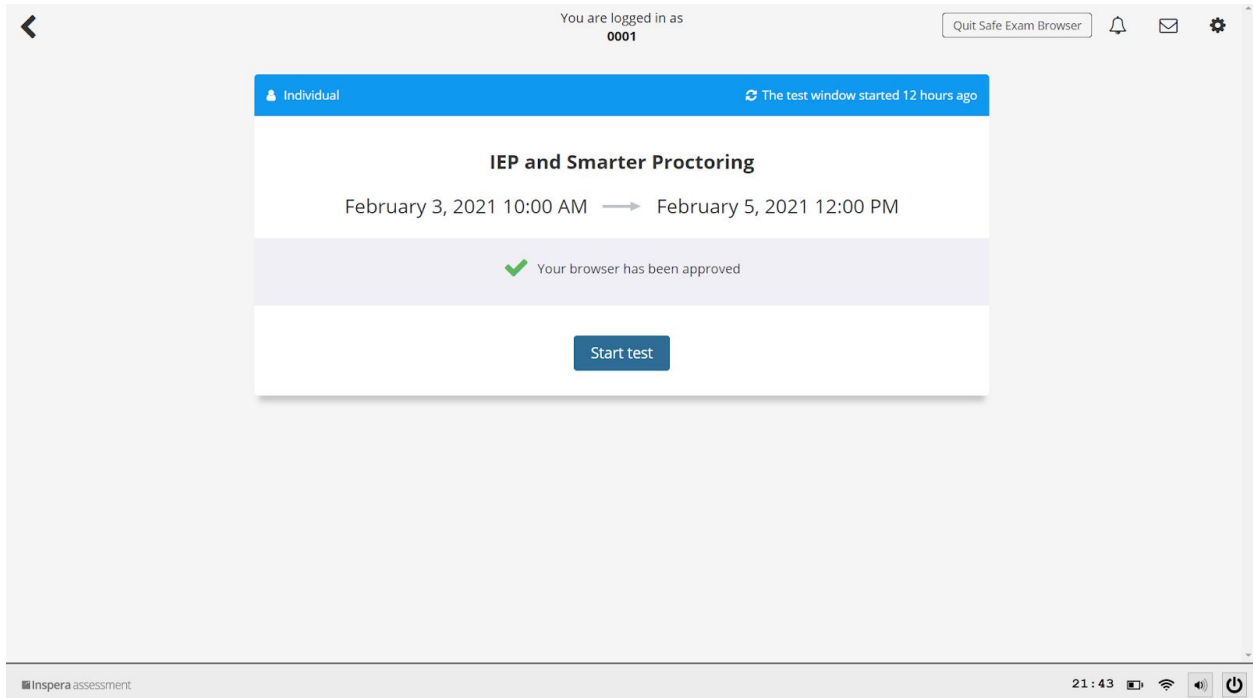 You are logged in as
0001
Quit Safe Exam Browser
Individual
The test window started 12 hours ago
IEP and Smarter Proctoring
February 3, 2021 10:00 AM
February 5, 2021 12:00 PM
Your browser has been approved
Start test
Inspera assessment
21:43